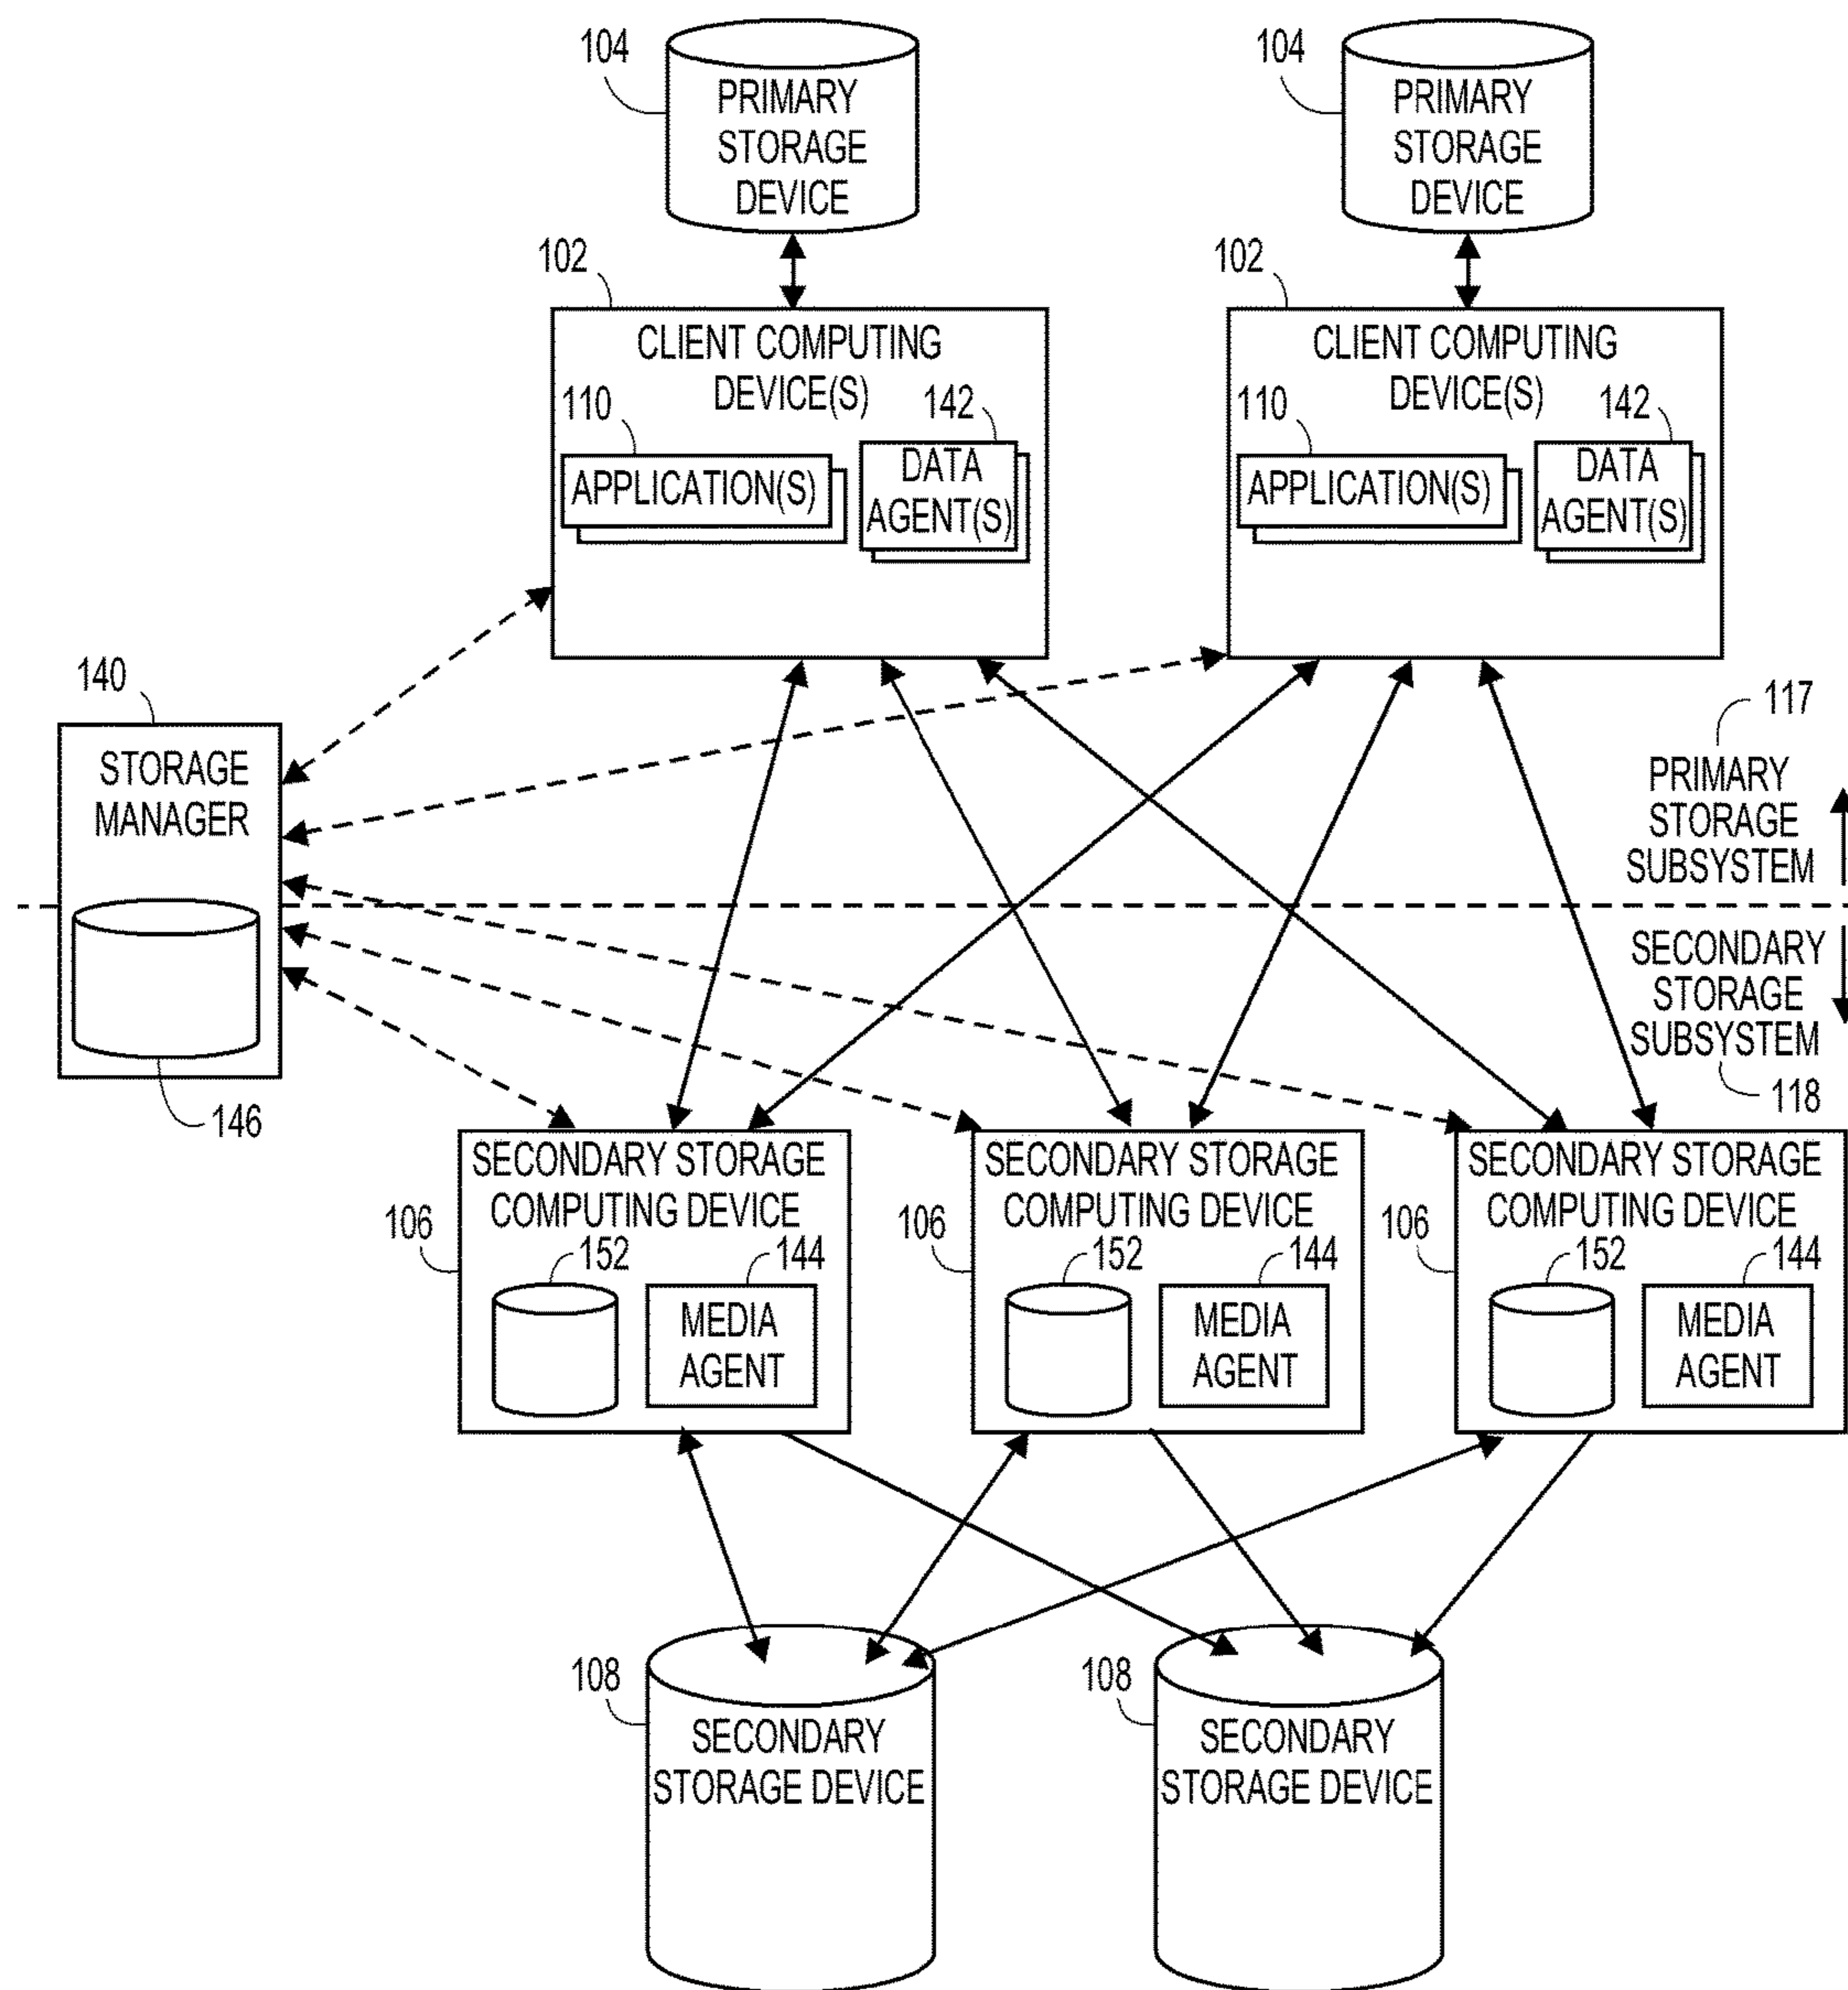 104
PRIMARY
STORAGE
DEVICE
104
PRIMARY
STORAGE
DEVICE
102
CLIENT COMPUTING
DEVICE(S)
110
142
APPLICATION(S)
DATA
AGENT(S)
102
CLIENT COMPUTING
DEVICE(S)
110
142
APPLICATION(S)
DATA
AGENT(S)
140
STORAGE
MANAGER
146
117
PRIMARY
STORAGE
SUBSYSTEM
SECONDARY
STORAGE
SUBSYSTEM
118
106
SECONDARY STORAGE
COMPUTING DEVICE
152
144
MEDIA
AGENT
106
SECONDARY STORAGE
COMPUTING DEVICE
152
144
MEDIA
AGENT
106
SECONDARY STORAGE
COMPUTING DEVICE
152
144
MEDIA
AGENT
108
SECONDARY
STORAGE DEVICE
108
SECONDARY
STORAGE DEVICE